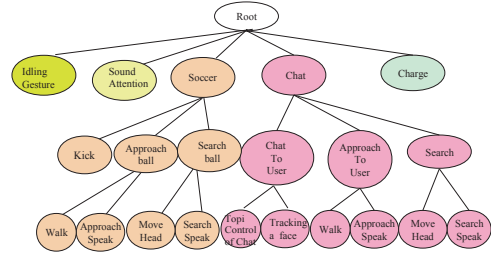 Root
Idling
Gesture
Sound
Attention
Soccer
Chat
Charge
Kick
Approach
ball
Search
ball
Chat
To
User
Approach
To
User
Search
Walk
Approach
Speak
Move
Head
Search
Speak
Topi
Control
of Chat
Tracking
a face
Walk
Approach
Speak
Move
Head
Search
Speak